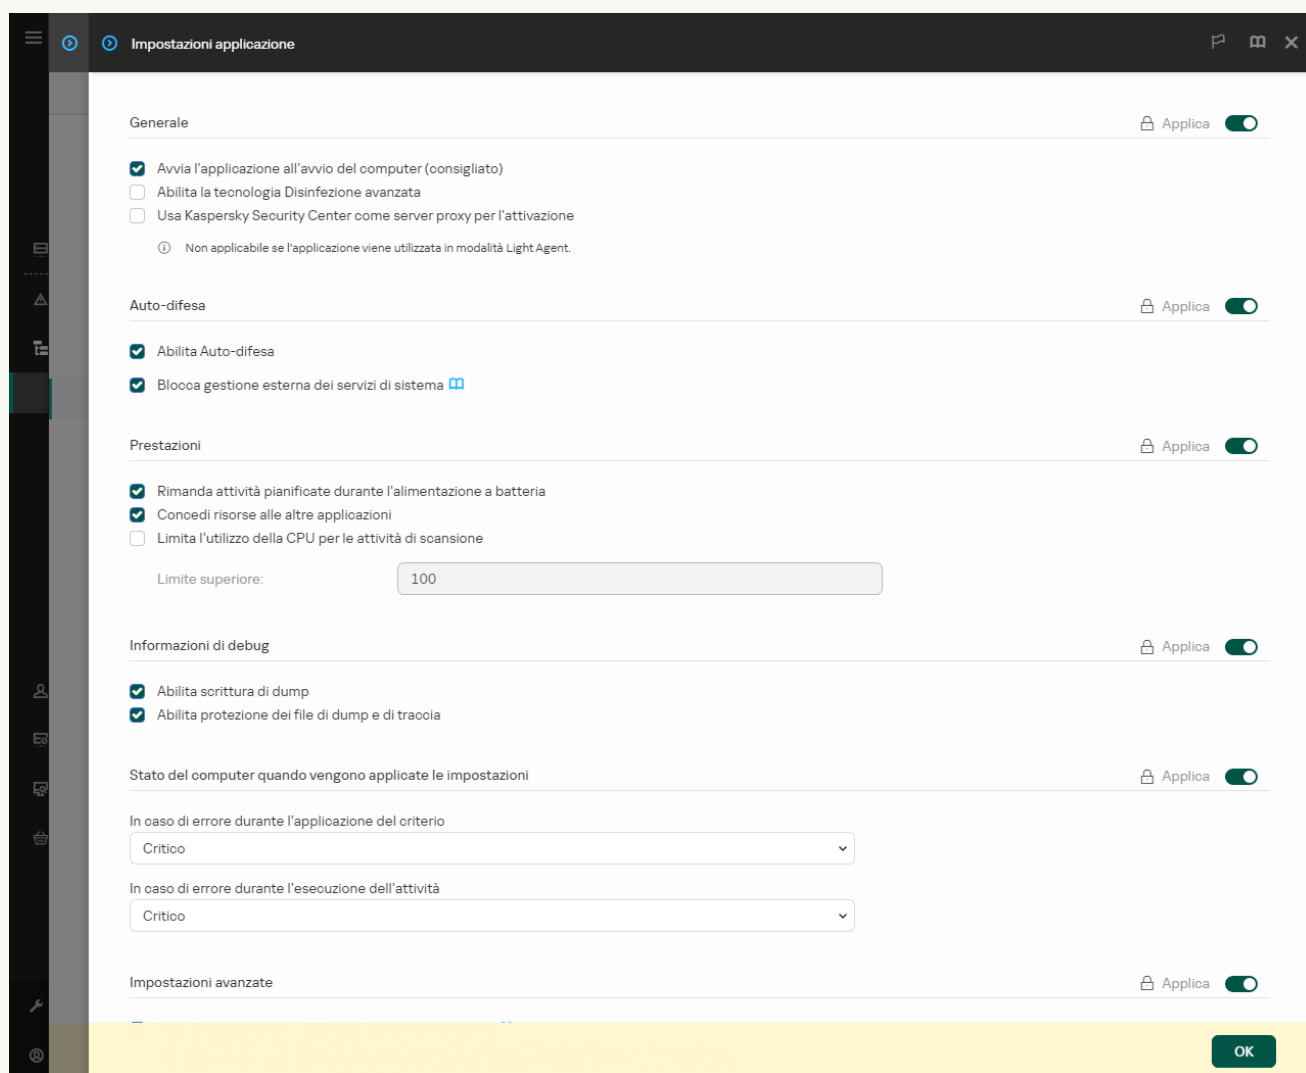 Impostazioni applicazione
Generale
Applica
Avvia l'applicazione all'avvio del computer (consigliato)
Abilita la tecnologia Disinfezione avanzata
Usa Kaspersky Security Center come server proxy per l'attivazione
Non applicabile se l'applicazione viene utilizzata in modalità Light Agent.
Auto-difesa
Applica
Abilita Auto-difesa
Blocca gestione esterna dei servizi di sistema
Prestazioni
Applica
Rimanda attività pianificate durante l'alimentazione a batteria
Concedi risorse alle altre applicazioni
Limita l'utilizzo della CPU per le attività di scansione
Limite superiore:
100
Informazioni di debug
Applica
Abilita scrittura di dump
Abilita protezione dei file di dump e di traccia
Stato del computer quando vengono applicate le impostazioni
Applica
In caso di errore durante l'applicazione del criterio
Critico
In caso di errore durante l'esecuzione dell'attività
Critico
Impostazioni avanzate
Applica
OK